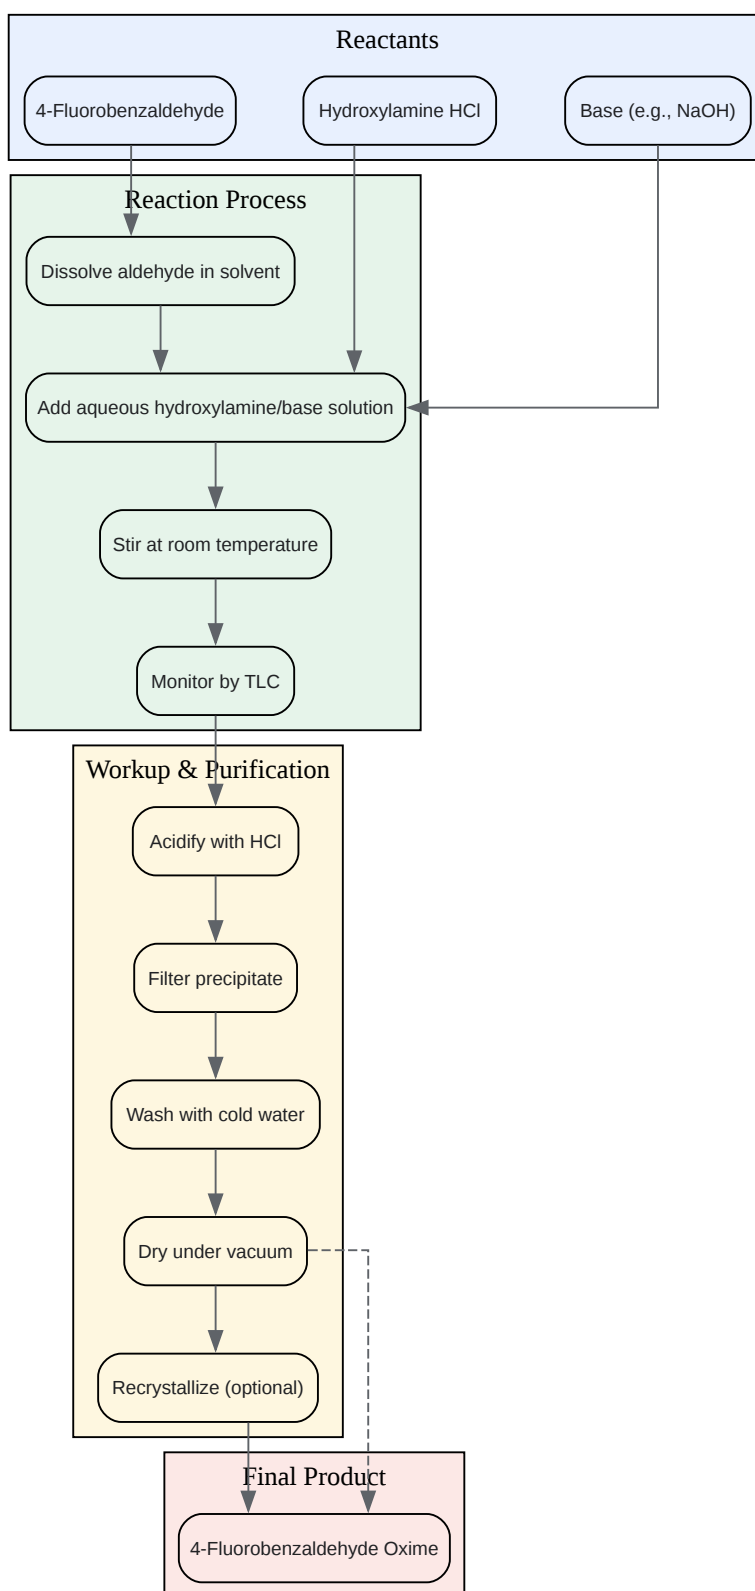 Reactants
4-Fluorobenzaldehyde
Hydroxylamine HCl
Base (e.g., NaOH)
Reaction Process
Dissolve aldehyde in solvent
Add aqueous hydroxylamine/base solution
Stir at room temperature
Monitor by TLC
Workup & Purification
Acidify with HCl
Filter precipitate
Wash with cold water
Dry under vacuum
Recrystallize (optional)
Final Product
4-Fluorobenzaldehyde Oxime